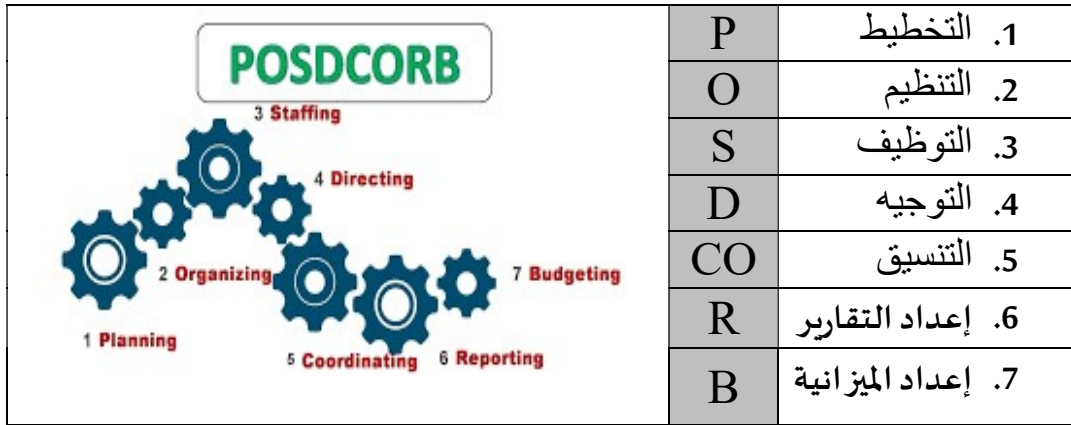 POSDCORB
3 Staffing
4 Directing
2 Organizing
7 Budgeting
1 Planning
5 Coordinating
6 Reporting
1. التخطيط P
2. التنظيم O
3. التوظيف S
4. التوجيه D
5. التنسيق CO
6. إعداد التقارير R
7. إعداد الميزانية B